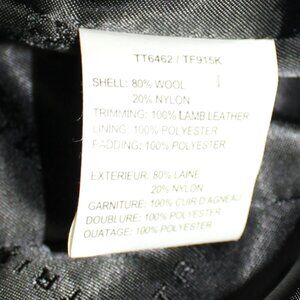 TT6462 / TF915K
SHELL: 80% WOOL
20% NYLON
TRIMMING: 100% LAMB LEATHER
LINING: 100% POLYESTER
PADDING: 100% POLYESTER
EXTERIEUR: 80% LAINE
20% NYLON
GARNITURE: 100% CUIR D'AGNEAU
DOUBLURE: 100% POLYESTER
OUATAGE: 100% POLYESTER